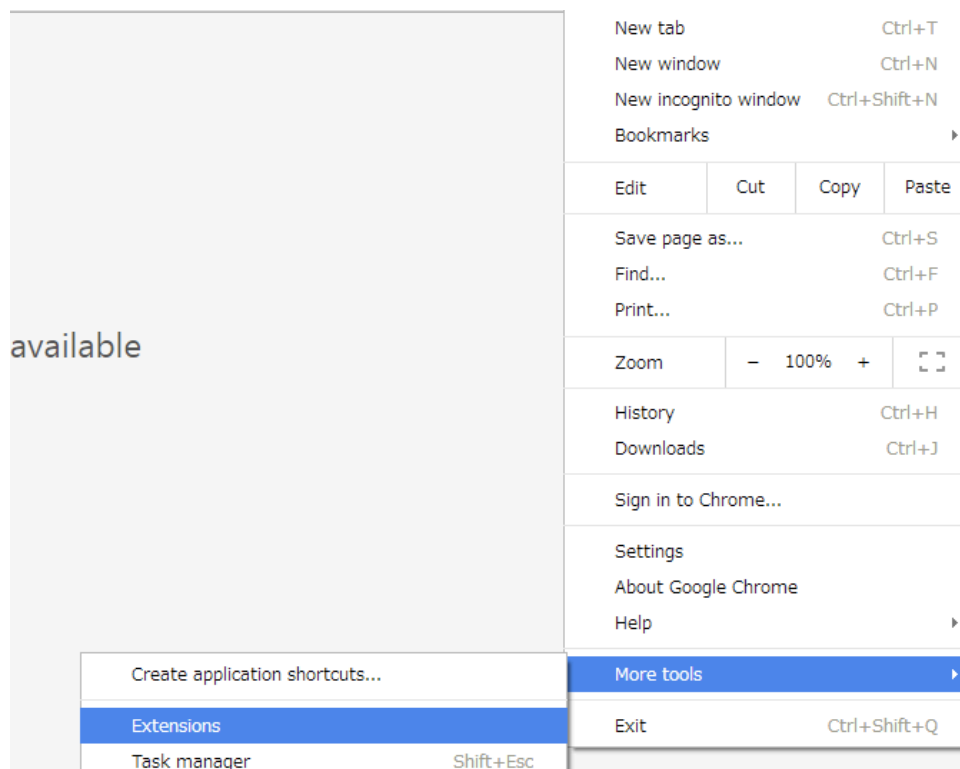 New tab Ctrl+T
New window Ctrl+N
New incognito window Ctrl+Shift+N
Bookmarks
Edit Cut Copy Paste
Save page as... Ctrl+S
Find... Ctrl+F
Print... Ctrl+P
available
Zoom − 100% +
History Ctrl+H
Downloads Ctrl+J
Sign in to Chrome...
Settings
About Google Chrome
Help
More tools
Exit Ctrl+Shift+Q
Create application shortcuts...
Extensions
Task manager Shift+Esc